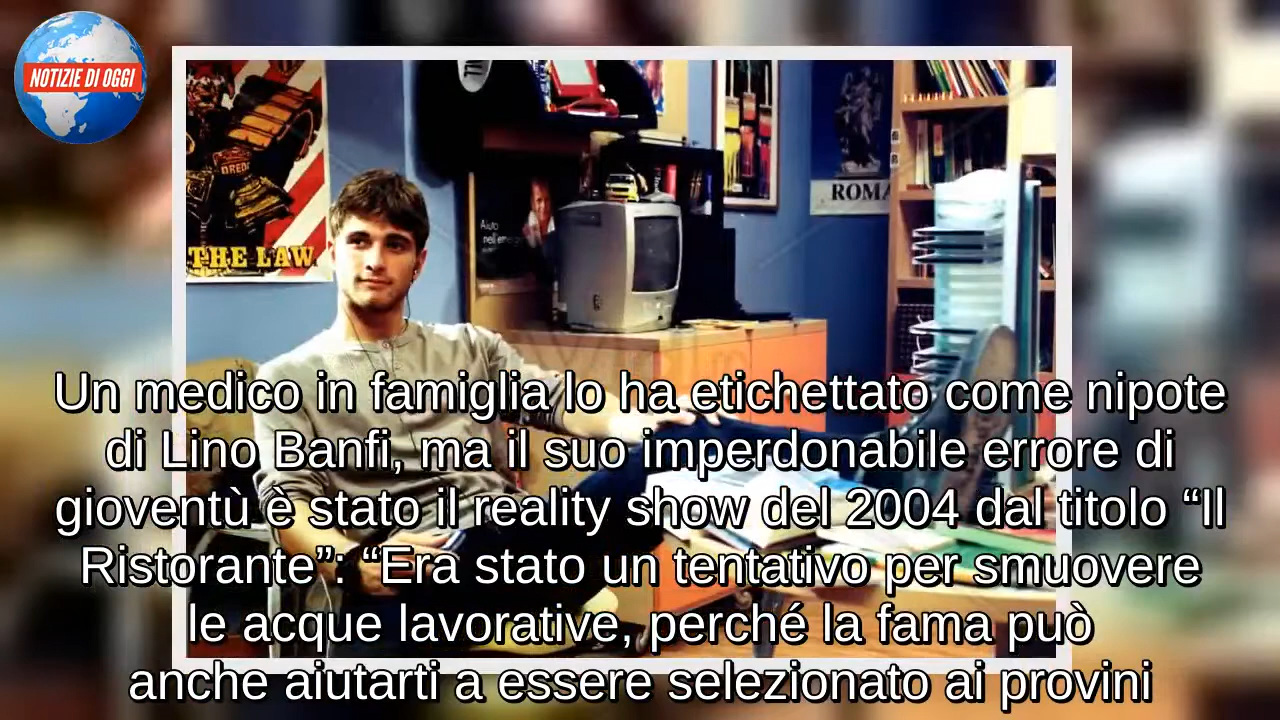 NOTIZIE DI OGGI
DREDD
THE LAW
Aiuto
ROMA
Un medico in famiglia lo ha etichettato come nipote
di Lino Banfi, ma il suo imperdonabile errore di
gioventù è stato il reality show del 2004 dal titolo “Il
Ristorante”: “Era stato un tentativo per smuovere
le acque lavorative, perché la fama può
anche aiutarti a essere selezionato ai provini